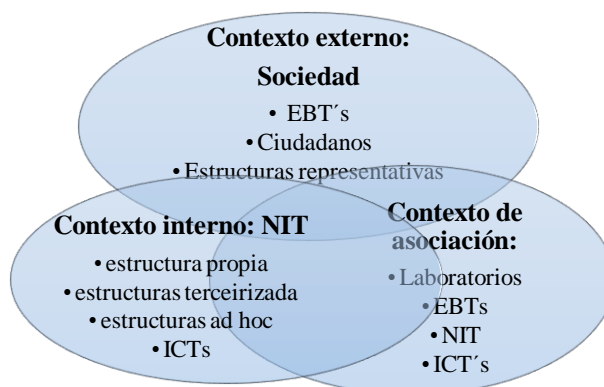 Contexto externo:
Sociedad
• EBT´s
• Ciudadanos
• Estructuras representativas
Contexto interno: NIT
• estructura propia
• estructuras terceirizada
• estructuras ad hoc
• ICTs
Contexto de
asociación:
• Laboratorios
• EBTs
• NIT
• ICT´s